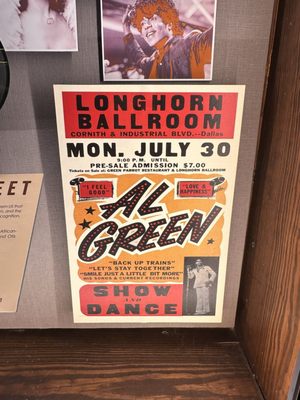 LONGHORN
BALLROOM
CORNITH & INDUSTRIAL BLVD.--Dallas
MON. JULY 30
9:00 P. M. UNTIL
PRE-SALE ADMISSION $7.00
Tickets on Sale at: GREEN PARROT RESTAURANT & LONGHORN BALLROOM
"I FEEL
GOOD"
"LOVE &
HAPPINESS"
AL
GREEN
"BACK UP TRAINS"
"LET'S STAY TOGETHER"
"SMILE JUST A LITTLE BIT MORE"
HIS SONGS & CURRENT RECORDINGS
SHOW
AND
DANCE
EET